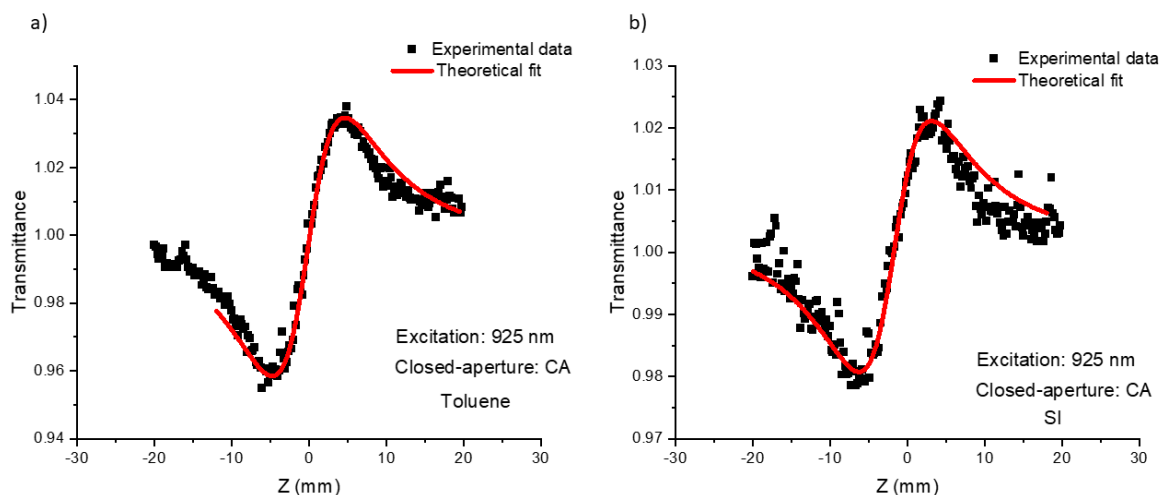 a)
Experimental data
Theoretical fit
Transmittance
1.04
1.02
1.00
0.98
0.96
0.94
-30 -20 -10 0 10 20 30
Z (mm)
Excitation: 925 nm
Closed-aperture: CA
Toluene
b)
Experimental data
Theoretical fit
Transmittance
1.03
1.02
1.01
1.00
0.99
0.98
0.97
-30 -20 -10 0 10 20 30
Z (mm)
Excitation: 925 nm
Closed-aperture: CA
SI